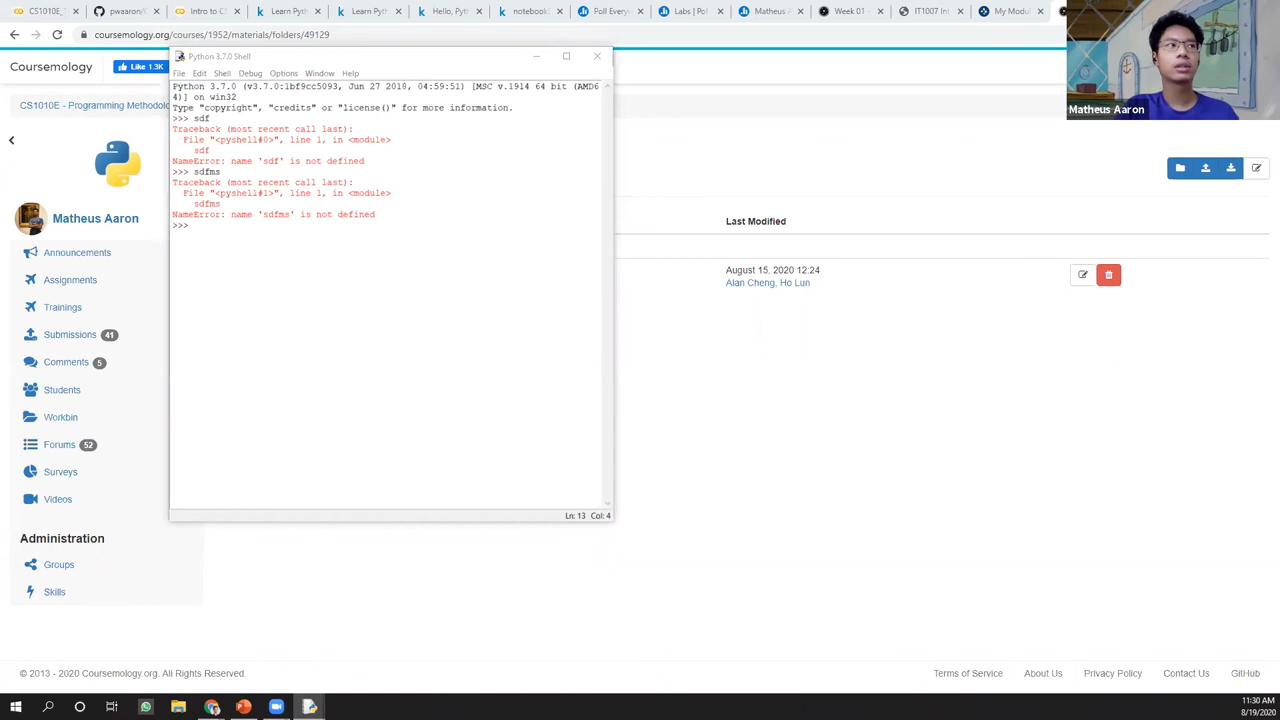 CS1010E_T
pwaaron/C
Intro to CS
Learn Pyt
Learn Pyt
Hello, Pyt
notebook
Poll Everyw
Labs | Pol
Matheus A
Week 01 -
IT1007 Intr
My Modul
coursemology.org/courses/1952/materials/folders/49129
Coursemology
Like 1.3K
CS1010E - Programming Methodolo
Matheus Aaron
Announcements
Assignments
Trainings
Submissions 41
Comments 5
Students
Workbin
Forums 52
Surveys
Videos
Administration
Groups
Skills
Python 3.7.0 Shell
File Edit Shell Debug Options Window Help
Python 3.7.0 (v3.7.0:1bf9cc5093, Jun 27 2018, 04:59:51) [MSC v.1914 64 bit (AMD6
4)] on win32
Type "copyright", "credits" or "license()" for more information.
>>> sdf
Traceback (most recent call last):
File "<pyshell#0>", line 1, in <module>
sdf
NameError: name 'sdf' is not defined
>>> sdfms
Traceback (most recent call last):
File "<pyshell#1>", line 1, in <module>
sdfms
NameError: name 'sdfms' is not defined
>>>
Ln: 13 Col: 4
Last Modified
August 15, 2020 12:24
Alan Cheng, Ho Lun
Matheus Aaron
© 2013 - 2020 Coursemology.org. All Rights Reserved.
Terms of Service About Us Privacy Policy Contact Us GitHub
11:30 AM
8/19/2020